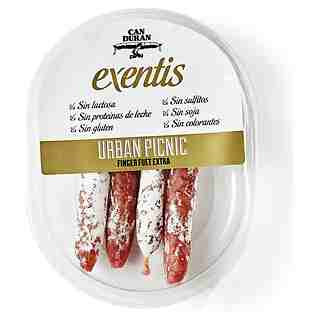 CAN
DURAN
exentis
Sin lactosa
Sin proteínas de leche
Sin gluten
Sin sulfitos
Sin soja
Sin colorantes
URBAN PICNIC
FINGER FUET EXTRA